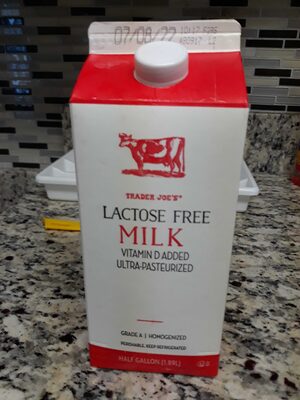 07/08/22
TRADER JOE'S®
LACTOSE FREE
MILK
VITAMIN D ADDED
ULTRA-PASTEURIZED
GRADE A | HOMOGENIZED
PERISHABLE. KEEP REFRIGERATED
HALF GALLON (1.89L)